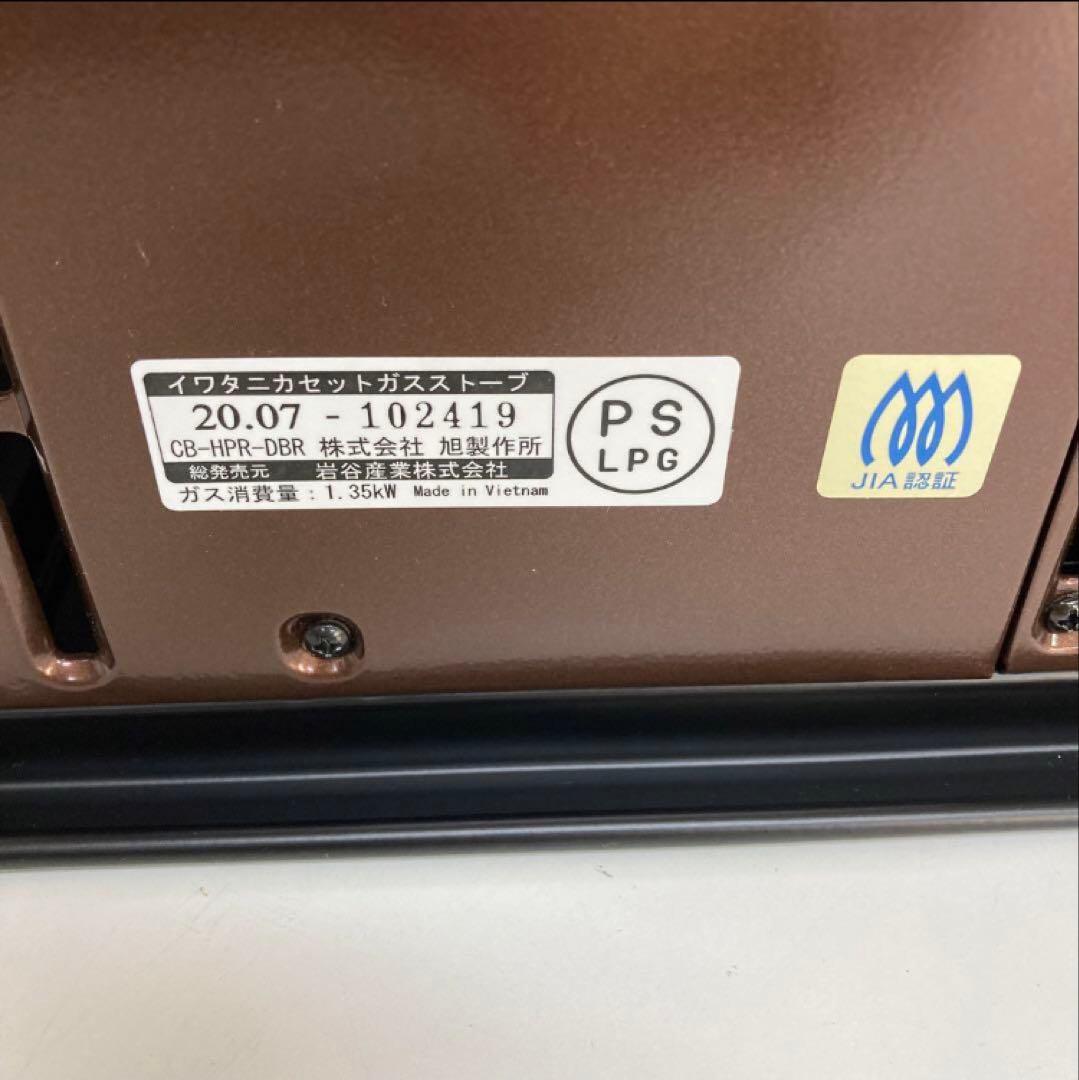 イワタニカセットガスストーブ
20.07 - 102419
CB-HPR-DBR 株式会社 旭製作所
総発売元 岩谷産業株式会社
ガス消費量 : 1.35kW Made in Vietnam
PS
LPG
JIA 認証